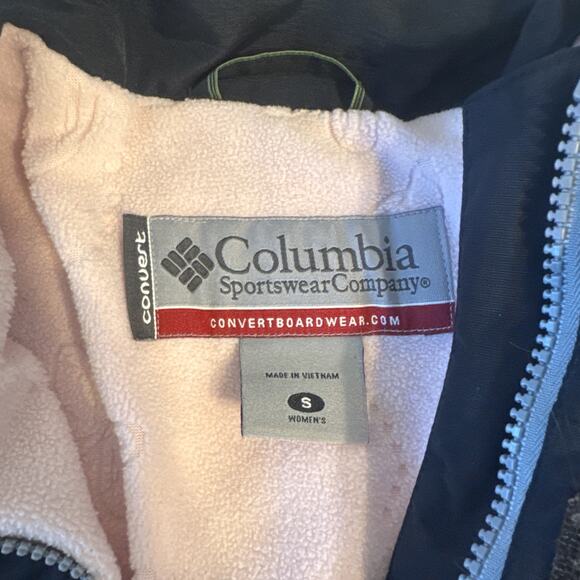 convert
Columbia
Sportswear Company®
CONVERTBOARDWEAR.COM
MADE IN VIETNAM
S
WOMEN'S